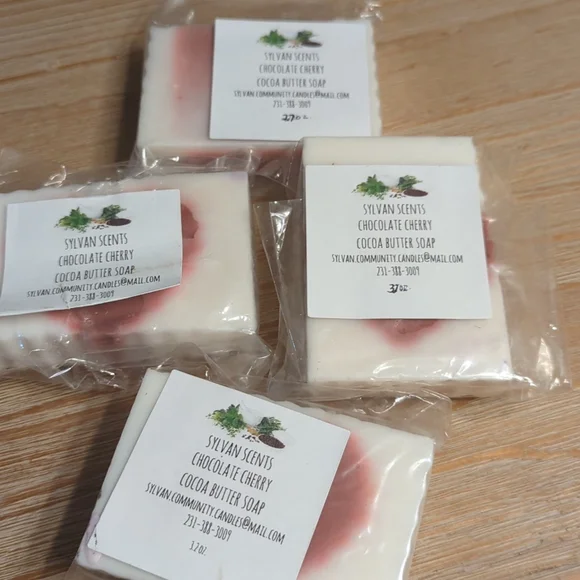 SYLVAN SCENTS
CHOCOLATE CHERRY
COCOA BUTTER SOAP
SYLVAN.COMMUNITY.CANDLES@MAIL.COM
231-388-3009
SYLVAN SCENTS
CHOCOLATE CHERRY
COCOA BUTTER SOAP
SYLVAN.COMMUNITY.CANDLES@MAIL.COM
231-388-3009
SYLVAN SCENTS
CHOCOLATE CHERRY
COCOA BUTTER SOAP
SYLVAN.COMMUNITY.CANDLES@MAIL.COM
231-388-3009
SYLVAN SCENTS
CHOCOLATE CHERRY
COCOA BUTTER SOAP
SYLVAN.COMMUNITY.CANDLES@MAIL.COM
231-388-3009
3.2 OZ.